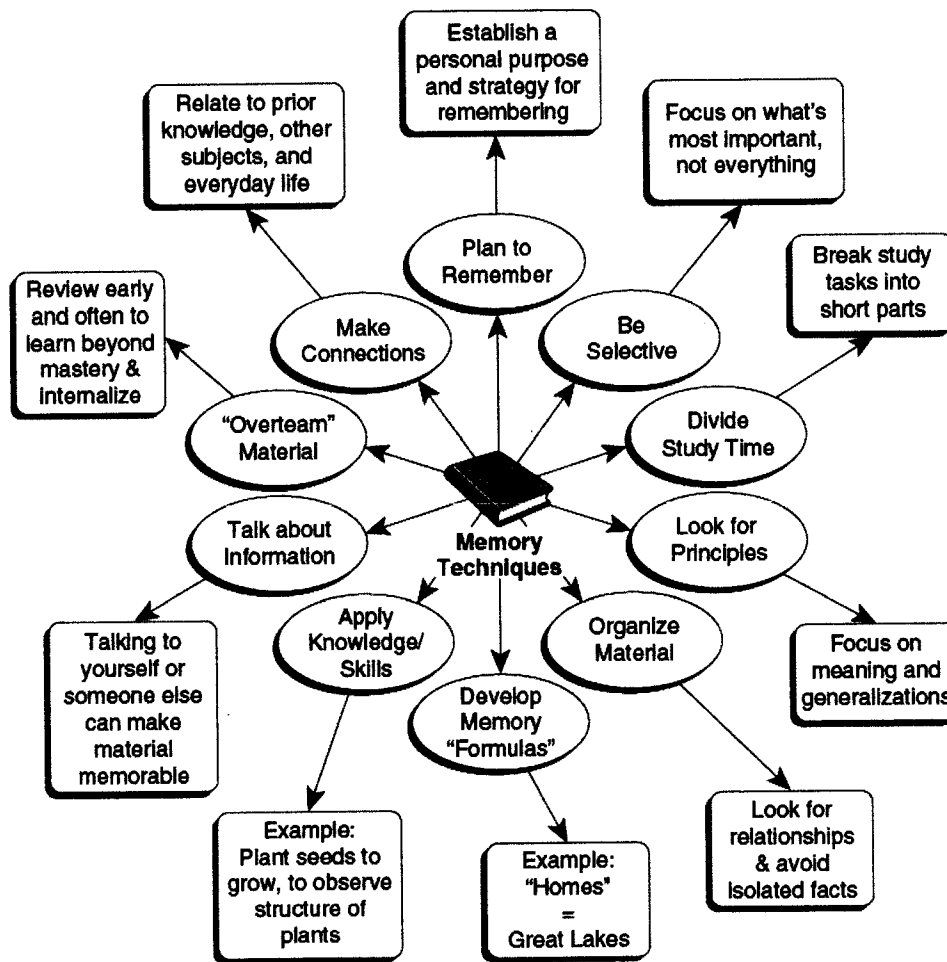 Establish a
personal purpose
and strategy for
remembering
Relate to prior
knowledge, other
subjects, and
everyday life
Focus on what's
most important,
not everything
Plan to
Remember
Break study
tasks into
short parts
Review early
and often to
learn beyond
mastery &
internalize
Make
Connections
Be
Selective
"Overteam"
Material
Divide
Study Time
Talk about
Information
Memory
Techniques
Look for
Principles
Apply
Knowledge/
Skills
Organize
Material
Develop
Memory
"Formulas"
Talking to
yourself or
someone else
can make
material
memorable
Focus on
meaning and
generalizations
Example:
Plant seeds to
grow, to observe
structure of
plants
Example:
"Homes"
=
Great Lakes
Look for
relationships
& avoid
isolated facts